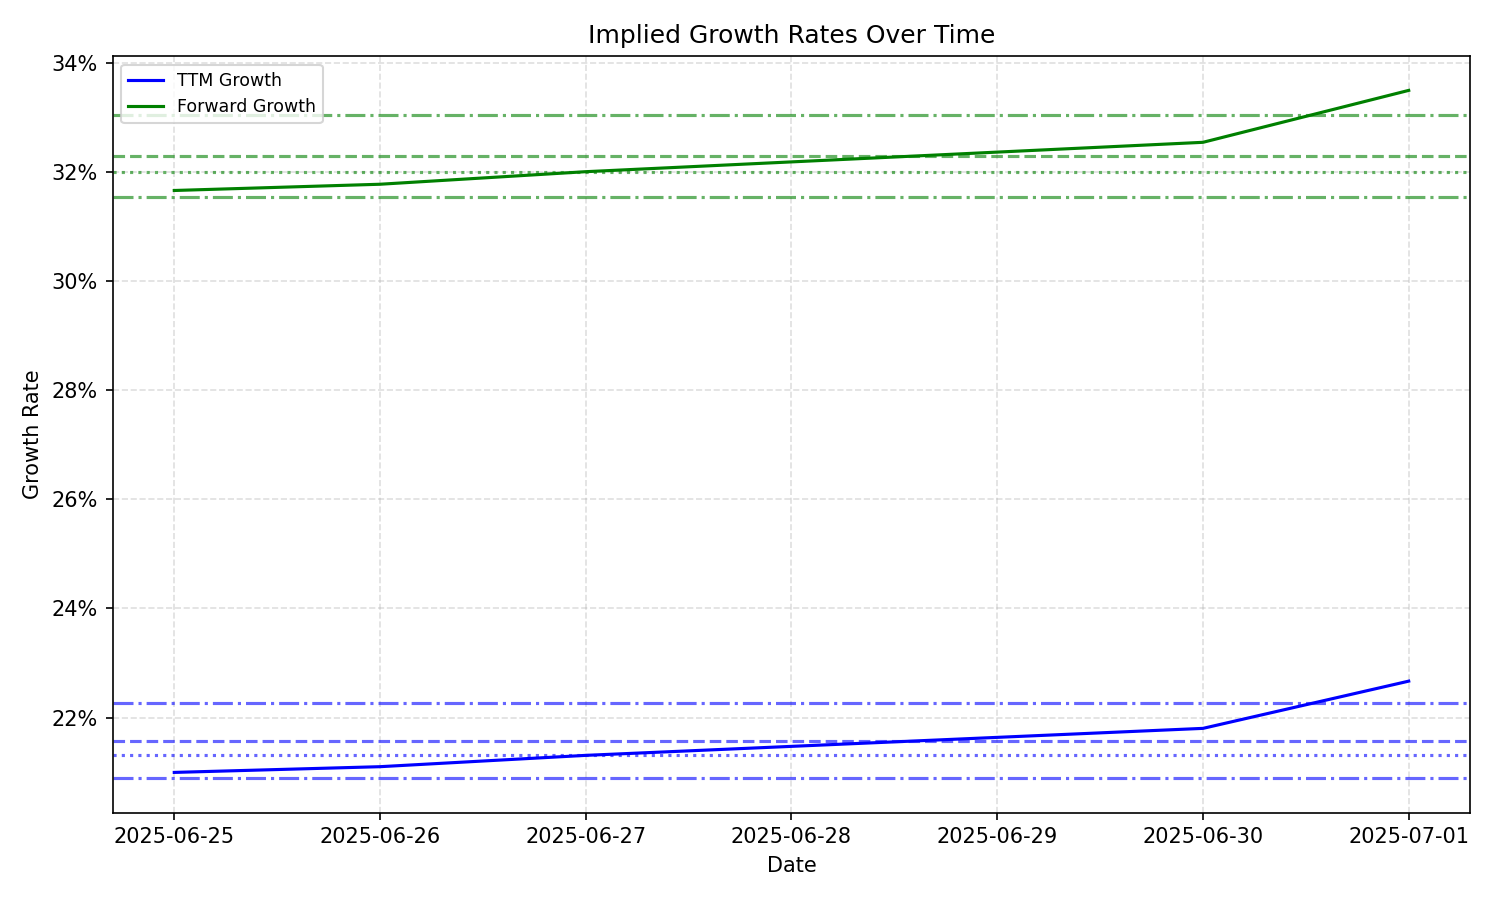 Implied Growth Rates Over Time
TTM Growth
Forward Growth
34%
32%
30%
28%
26%
24%
22%
Growth Rate
2025-06-25 2025-06-26 2025-06-27 2025-06-28 2025-06-29 2025-06-30 2025-07-01
Date